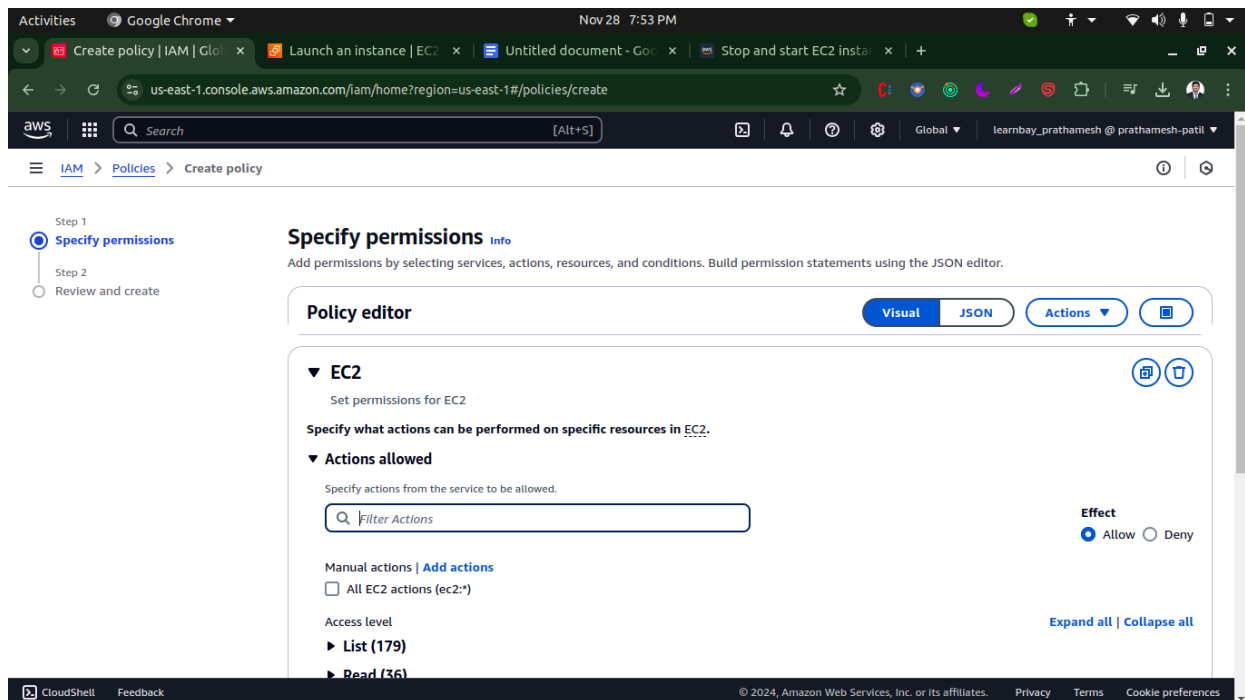 Activities Google Chrome Nov 28 7:53 PM
Create policy | IAM | Glo Launch an instance | EC2 Untitled document - Goo Stop and start EC2 instan
us-east-1.console.aws.amazon.com/iam/home?region=us-east-1#/policies/create
aws Search [Alt+S] Global learnbay_prathamesh @ prathamesh-patil
IAM > Policies > Create policy
Step 1
Specify permissions
Step 2
Review and create
Specify permissions Info
Add permissions by selecting services, actions, resources, and conditions. Build permission statements using the JSON editor.
Policy editor Visual JSON Actions
EC2
Set permissions for EC2
Specify what actions can be performed on specific resources in EC2.
Actions allowed
Specify actions from the service to be allowed.
Filter Actions
Effect
Allow Deny
Manual actions | Add actions
All EC2 actions (ec2:*)
Access level Expand all | Collapse all
List (179)
Read (36)
CloudShell Feedback © 2024, Amazon Web Services, Inc. or its affiliates. Privacy Terms Cookie preferences